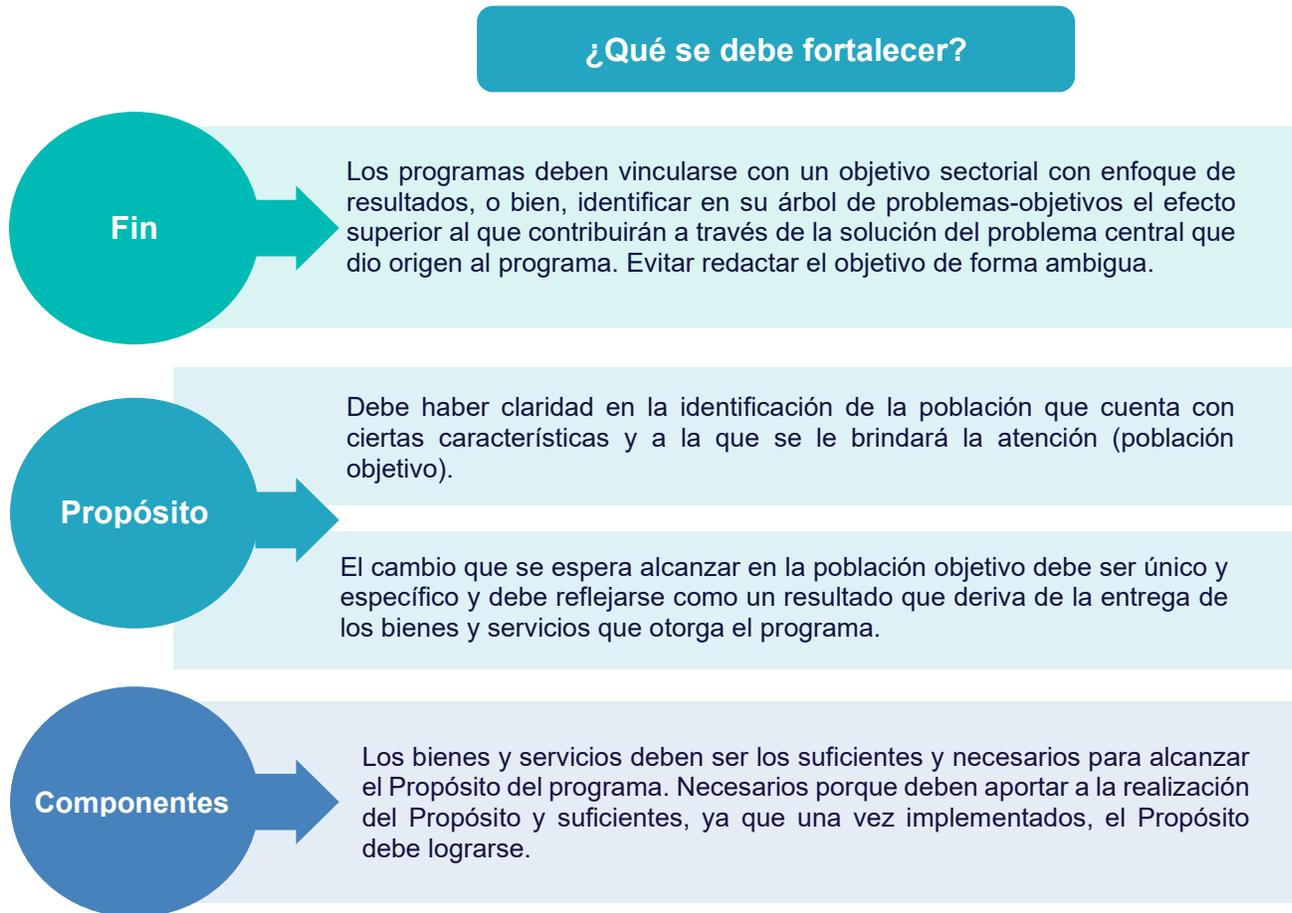 ¿Qué se debe fortalecer?
Fin
Los programas deben vincularse con un objetivo sectorial con enfoque de
resultados, o bien, identificar en su árbol de problemas-objetivos el efecto
superior al que contribuirán a través de la solución del problema central que
dio origen al programa. Evitar redactar el objetivo de forma ambigua.
Propósito
Debe haber claridad en la identificación de la población que cuenta con
ciertas características y a la que se le brindará la atención (población
objetivo).
El cambio que se espera alcanzar en la población objetivo debe ser único y
específico y debe reflejarse como un resultado que deriva de la entrega de
los bienes y servicios que otorga el programa.
Componentes
Los bienes y servicios deben ser los suficientes y necesarios para alcanzar
el Propósito del programa. Necesarios porque deben aportar a la realización
del Propósito y suficientes, ya que una vez implementados, el Propósito
debe lograrse.